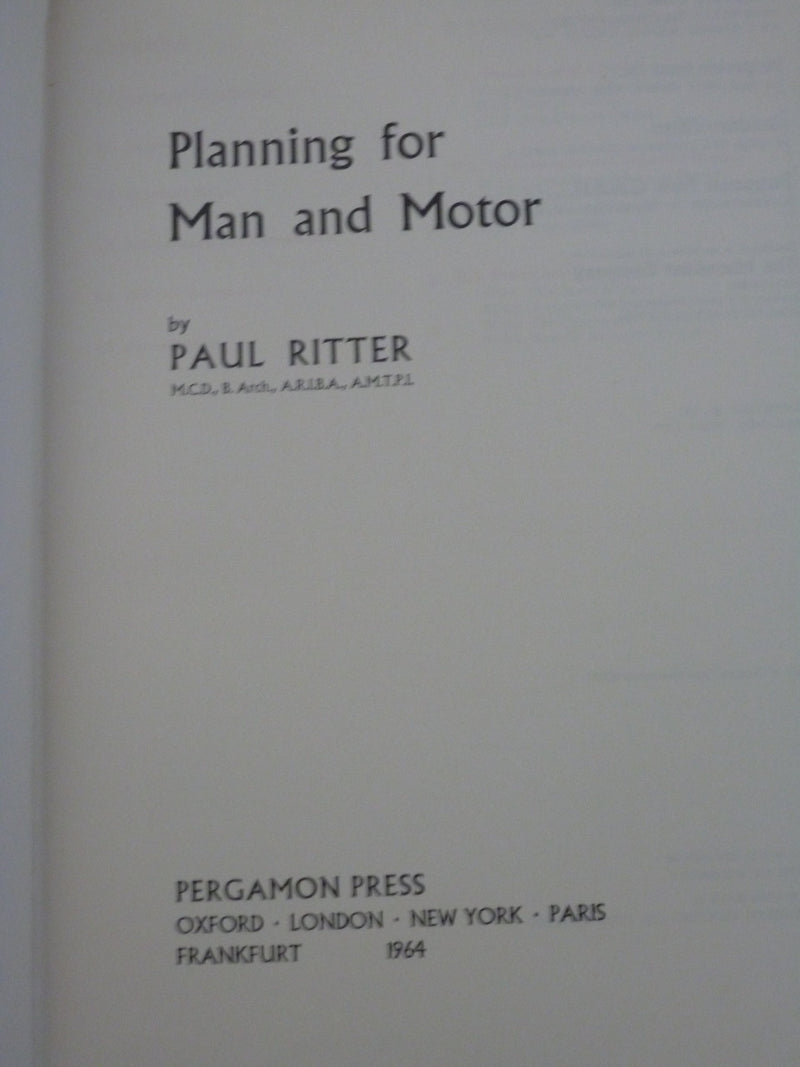 Planning for
Man and Motor
by
PAUL RITTER
M.C.D., B. Arch., A.R.I.B.A., A.M.T.P.I.
PERGAMON PRESS
OXFORD · LONDON · NEW YORK · PARIS
FRANKFURT 1964